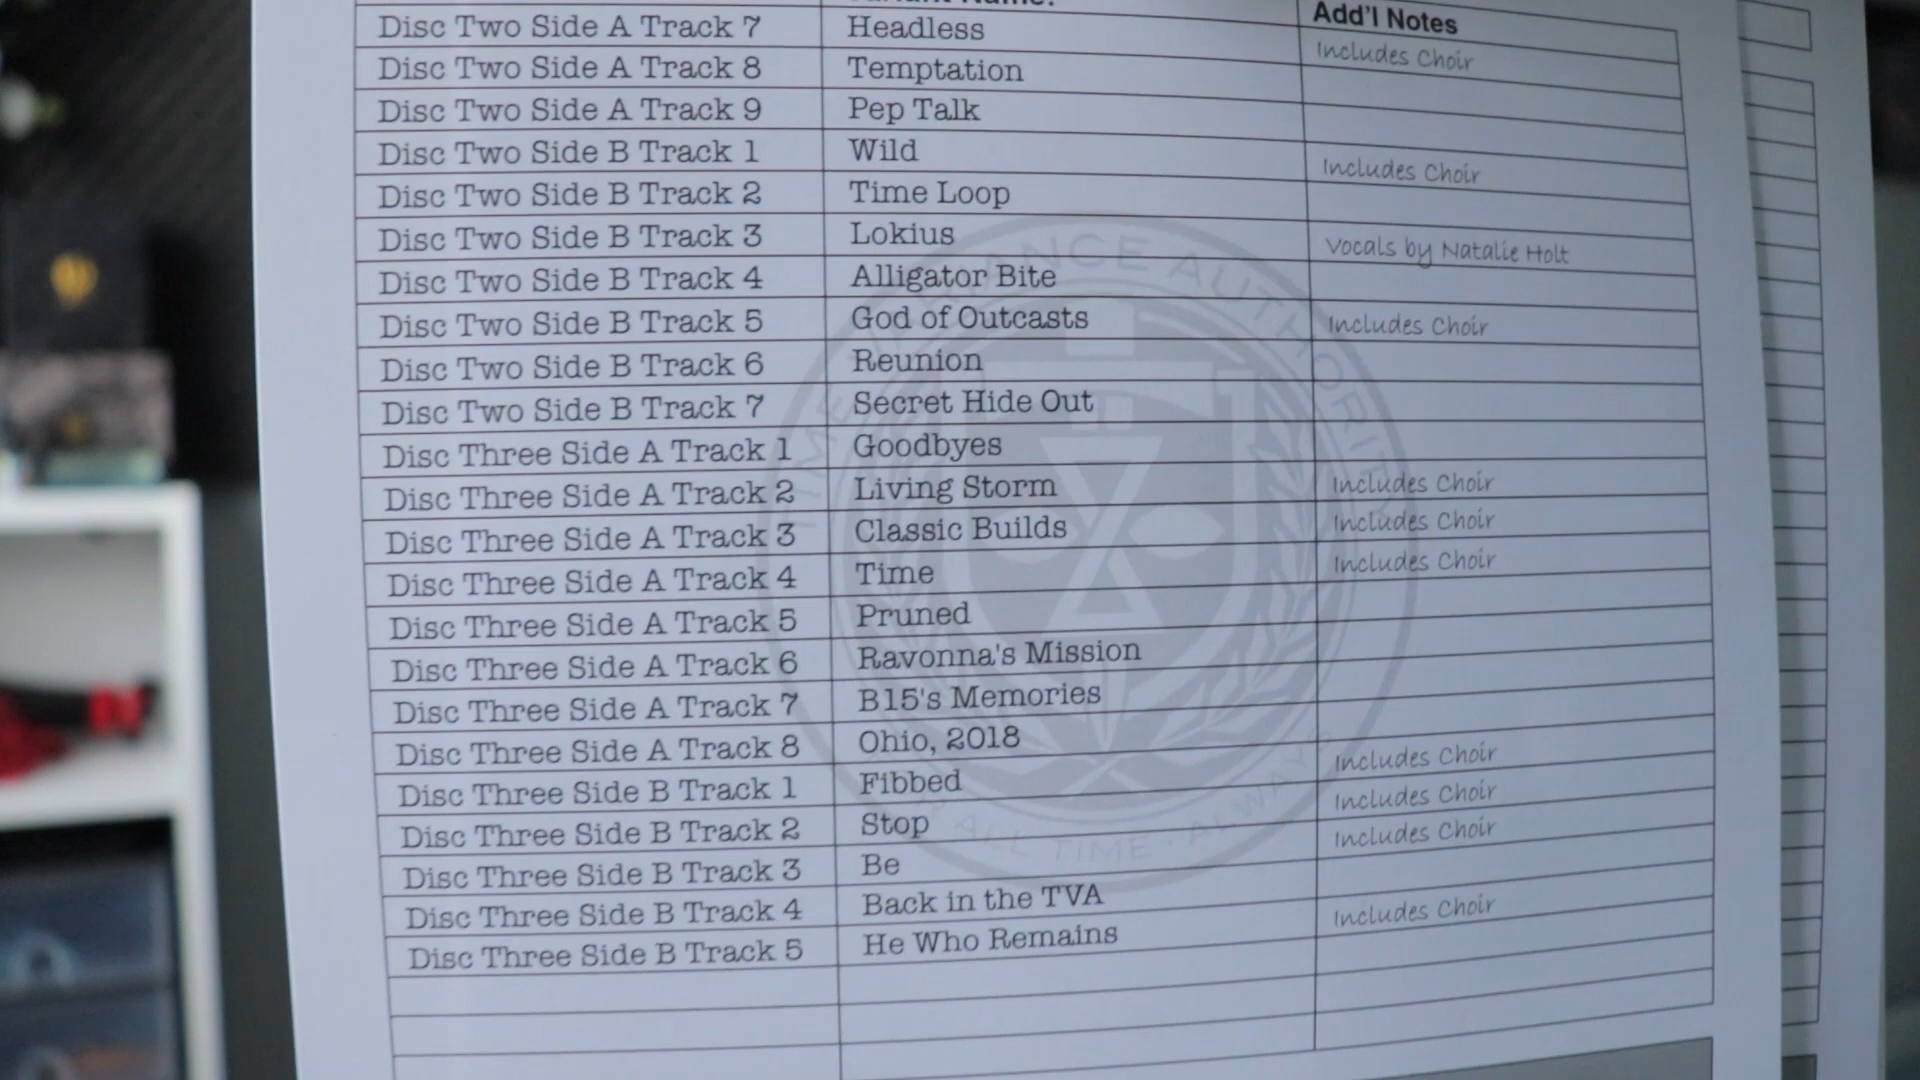 Add'l Notes
Disc Two Side A Track 7 Headless Includes Choir
Disc Two Side A Track 8 Temptation
Disc Two Side A Track 9 Pep Talk
Disc Two Side B Track 1 Wild Includes Choir
Disc Two Side B Track 2 Time Loop
Disc Two Side B Track 3 Lokius Vocals by Natalie Holt
Disc Two Side B Track 4 Alligator Bite
Disc Two Side B Track 5 God of Outcasts Includes Choir
Disc Two Side B Track 6 Reunion
Disc Two Side B Track 7 Secret Hide Out
Disc Three Side A Track 1 Goodbyes
Disc Three Side A Track 2 Living Storm Includes Choir
Disc Three Side A Track 3 Classic Builds Includes Choir
Disc Three Side A Track 4 Time Includes Choir
Disc Three Side A Track 5 Pruned
Disc Three Side A Track 6 Ravonna's Mission
Disc Three Side A Track 7 B15's Memories
Disc Three Side A Track 8 Ohio, 2018
Disc Three Side B Track 1 Fibbed Includes Choir
Disc Three Side B Track 2 Stop Includes Choir
Disc Three Side B Track 3 Be Includes Choir
Disc Three Side B Track 4 Back in the TVA
Disc Three Side B Track 5 He Who Remains Includes Choir
TIME VARIANCE AUTHORITY
ALL TIME. ALWAYS